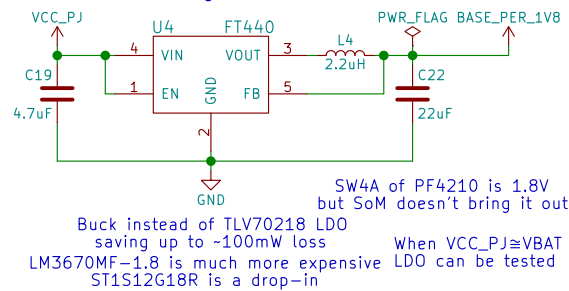 VCC_PJ
U4 FT440
PWR_FLAG BASE_PER_1V8
4 VIN VOUT 3 L4
2.2uH
C19
C22
1 EN GND FB 5
4.7uF
22uF
2
GND
SW4A of PF4210 is 1.8V
but SoM doesn't bring it out
Buck instead of TLV70218 LDO
saving up to ~100mW loss
When VCC_PJ≅VBAT
LDO can be tested
LM3670MF-1.8 is much more expensive
ST1S12G18R is a drop-in